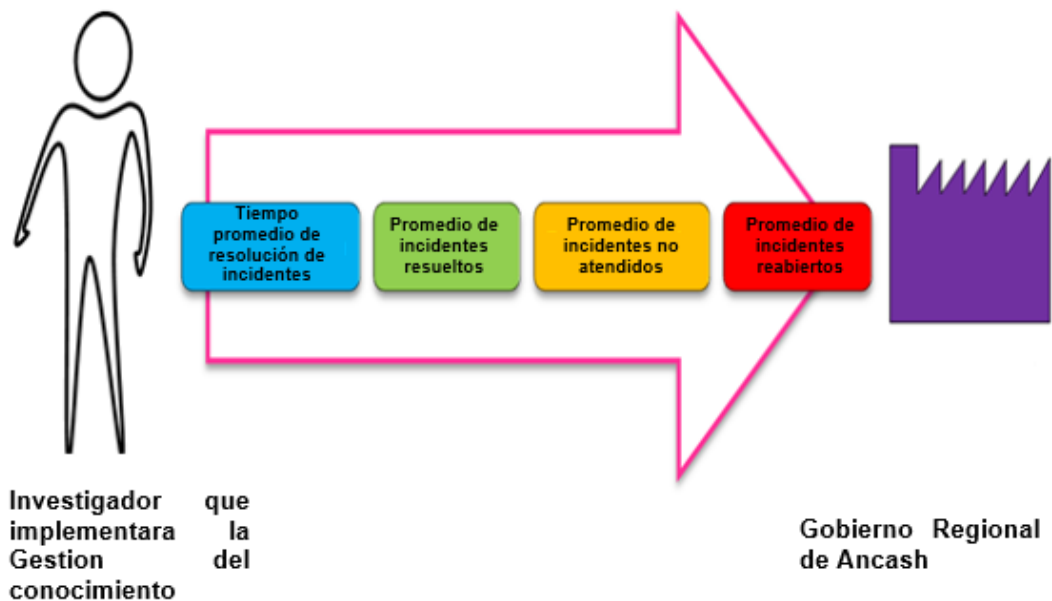 Tiempo
promedio de
resolución de
incidentes
Promedio de
incidentes
resueltos
Promedio de
incidentes no
atendidos
Promedio de
incidentes
reabiertos
Investigador que
implementara la
Gestion del
conocimiento
Gobierno Regional
de Ancash